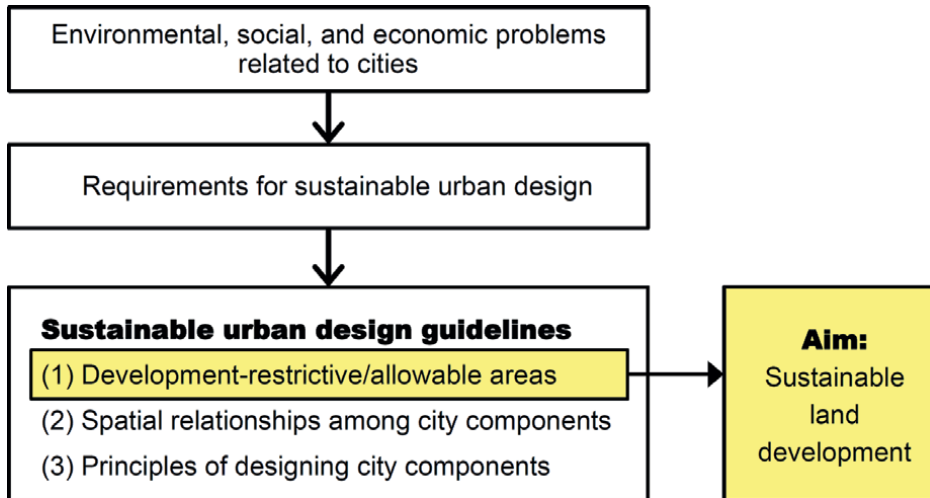 Environmental, social, and economic problems
related to cities
Requirements for sustainable urban design
Sustainable urban design guidelines
(1) Development-restrictive/allowable areas
(2) Spatial relationships among city components
(3) Principles of designing city components
Aim:
Sustainable
land
development